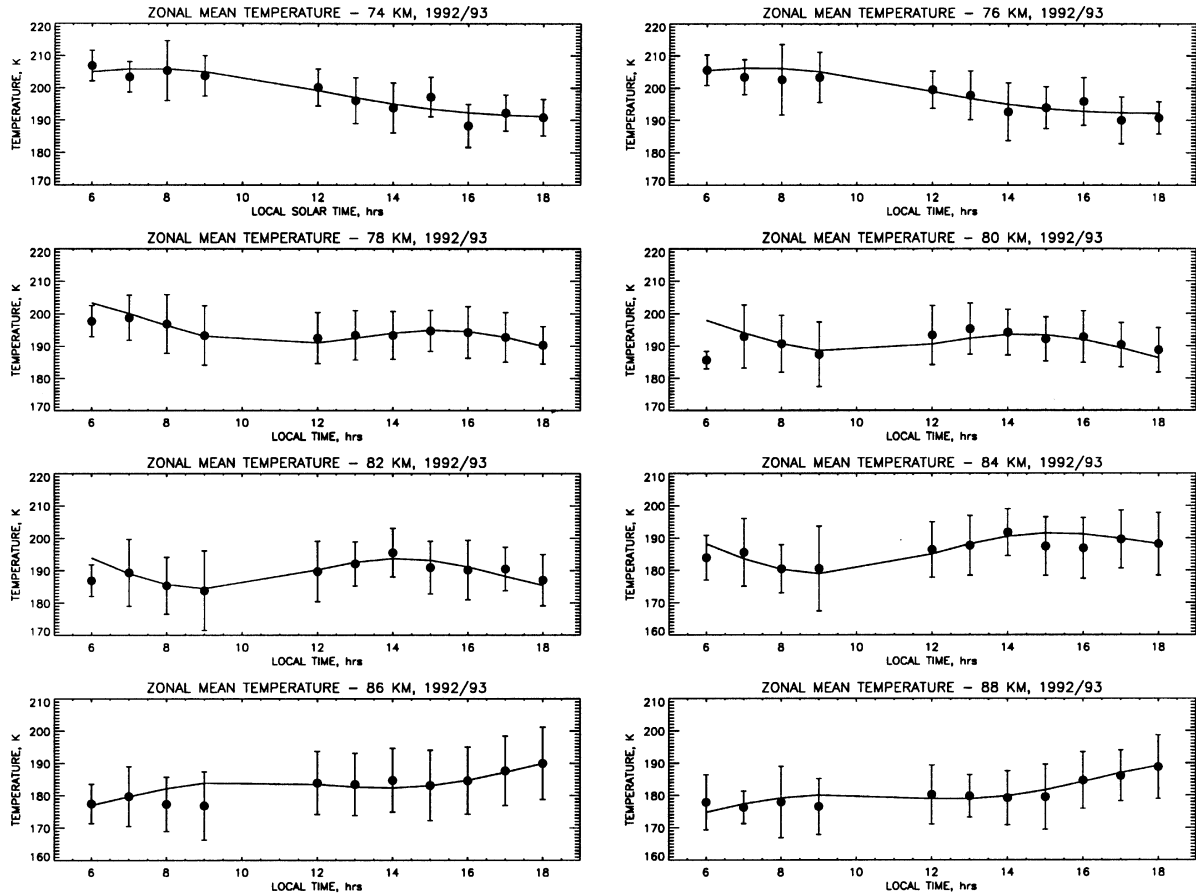 ZONAL MEAN TEMPERATURE – 74 KM, 1992/93
TEMPERATURE, K
220
210
200
190
180
170
6 8 10 12 14 16 18
LOCAL SOLAR TIME, hrs
ZONAL MEAN TEMPERATURE – 76 KM, 1992/93
TEMPERATURE, K
220
210
200
190
180
170
6 8 10 12 14 16 18
LOCAL TIME, hrs
ZONAL MEAN TEMPERATURE – 78 KM, 1992/93
TEMPERATURE, K
220
210
200
190
180
170
6 8 10 12 14 16 18
LOCAL TIME, hrs
ZONAL MEAN TEMPERATURE – 80 KM, 1992/93
TEMPERATURE, K
220
210
200
190
180
170
6 8 10 12 14 16 18
LOCAL TIME, hrs
ZONAL MEAN TEMPERATURE – 82 KM, 1992/93
TEMPERATURE, K
220
210
200
190
180
170
6 8 10 12 14 16 18
LOCAL TIME, hrs
ZONAL MEAN TEMPERATURE – 84 KM, 1992/93
TEMPERATURE, K
210
200
190
180
170
160
6 8 10 12 14 16 18
LOCAL TIME, hrs
ZONAL MEAN TEMPERATURE – 86 KM, 1992/93
TEMPERATURE, K
210
200
190
180
170
160
6 8 10 12 14 16 18
LOCAL TIME, hrs
ZONAL MEAN TEMPERATURE – 88 KM, 1992/93
TEMPERATURE, K
210
200
190
180
170
160
6 8 10 12 14 16 18
LOCAL TIME, hrs